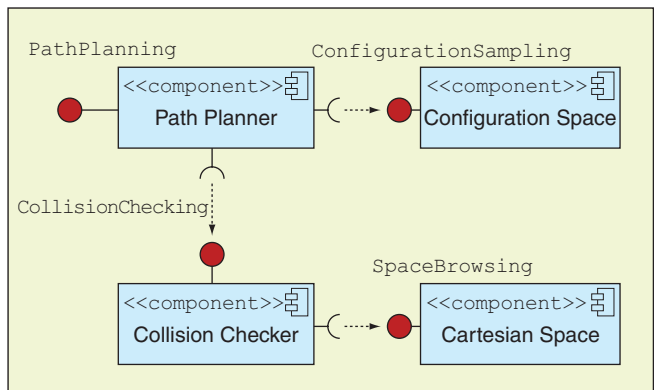 PathPlanning
ConfigurationSampling
<<component>>
Path Planner
<<component>>
Configuration Space
CollisionChecking
SpaceBrowsing
<<component>>
Collision Checker
<<component>>
Cartesian Space